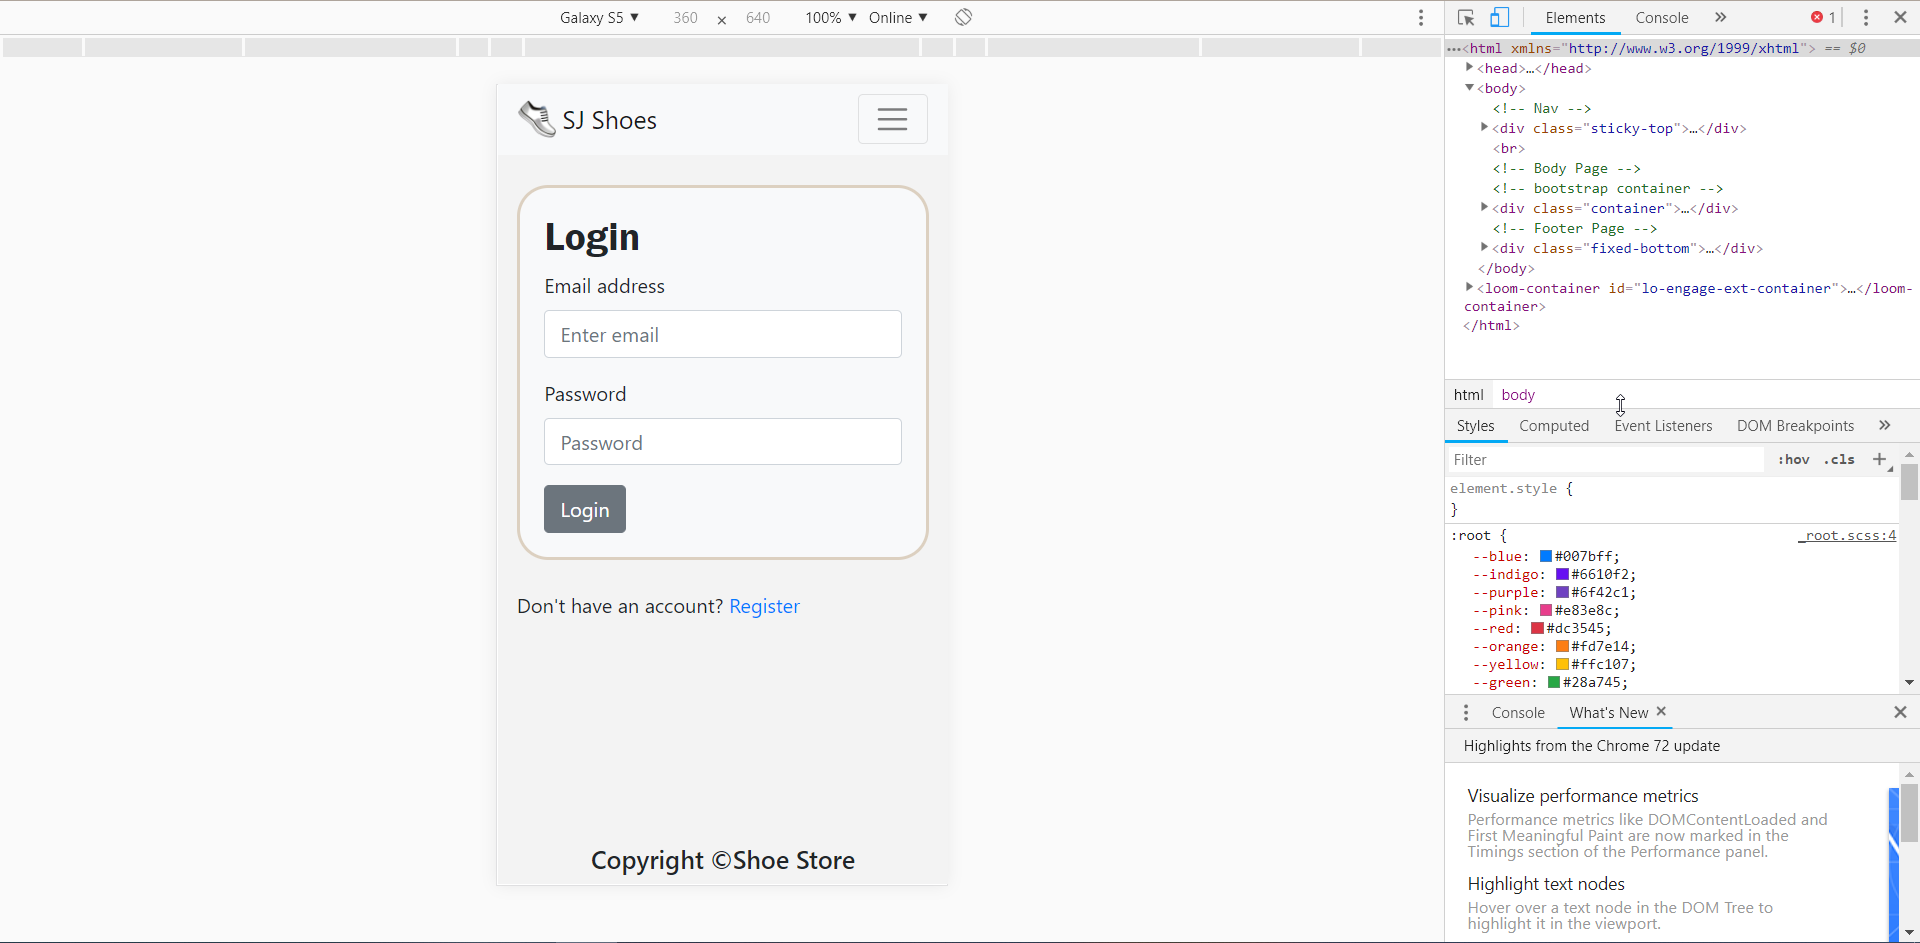 Galaxy S5 ▼ 360 × 640 100% ▼ Online ▼
SJ Shoes
Login
Email address
Enter email
Password
Password
Login
Don't have an account? Register
Copyright ©Shoe Store
Elements Console » 1
…<html xmlns="http://www.w3.org/1999/xhtml"> == $0
<head>…</head>
<body>
<!-- Nav -->
<div class="sticky-top">…</div>
<br>
<!-- Body Page -->
<!-- bootstrap container -->
<div class="container">…</div>
<!-- Footer Page -->
<div class="fixed-bottom">…</div>
</body>
<loom-container id="lo-engage-ext-container">…</loom-
container>
</html>
html body
Styles Computed Event Listeners DOM Breakpoints »
Filter :hov .cls +
element.style {
}
:root { _root.scss:4
--blue: #007bff;
--indigo: #6610f2;
--purple: #6f42c1;
--pink: #e83e8c;
--red: #dc3545;
--orange: #fd7e14;
--yellow: #ffc107;
--green: #28a745;
Console What's New ×
Highlights from the Chrome 72 update
Visualize performance metrics
Performance metrics like DOMContentLoaded and
First Meaningful Paint are now marked in the
Timings section of the Performance panel.
Highlight text nodes
Hover over a text node in the DOM Tree to
highlight it in the viewport.